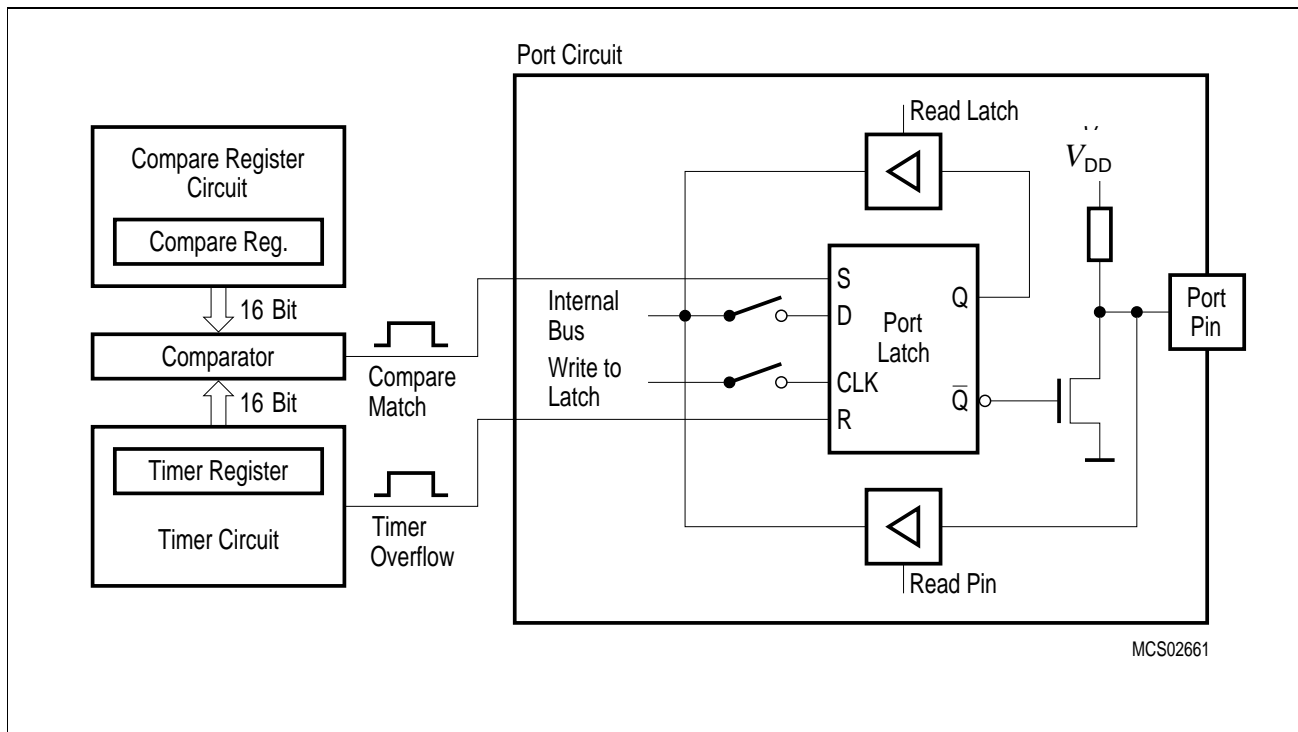 Port Circuit
Compare Register
Circuit
Compare Reg.
16 Bit
Comparator
16 Bit
Timer Register
Timer Circuit
Compare
Match
Timer
Overflow
Read Latch
VDD
Internal
Bus
Write to
Latch
S
D
CLK
R
Port
Latch
Q
Q̅
Port
Pin
Read Pin
MCS02661